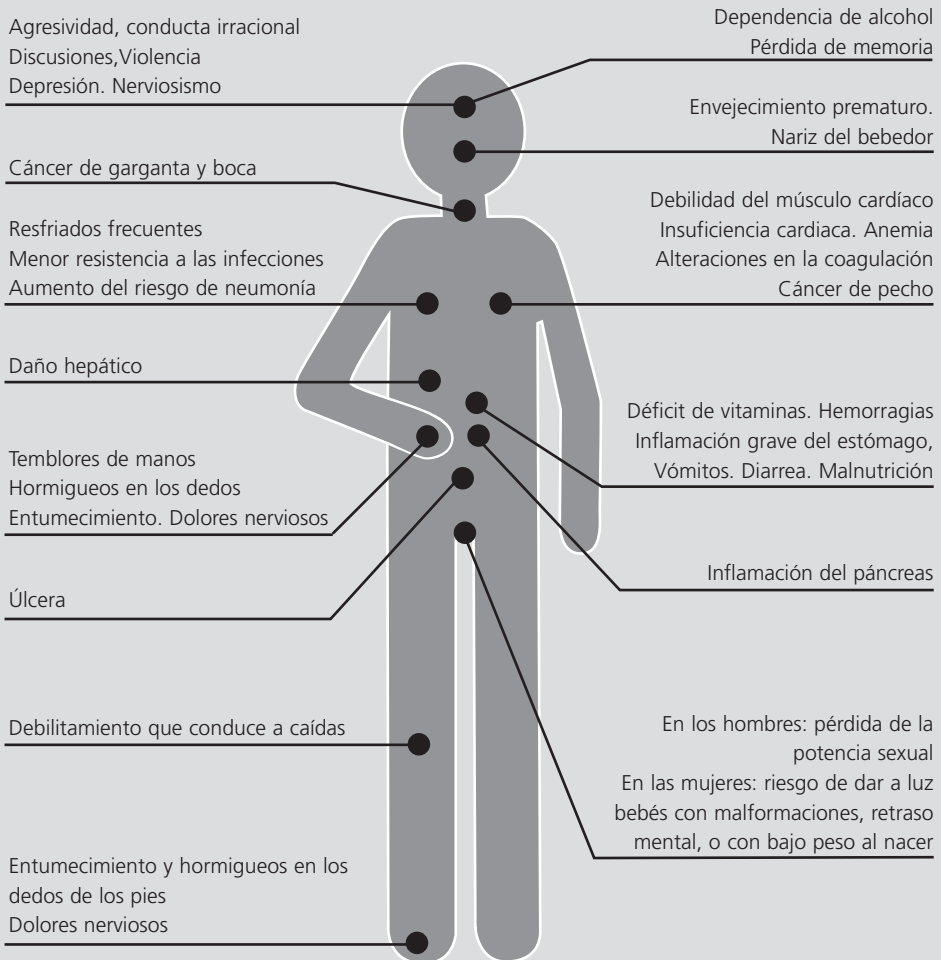 Agresividad, conducta irracional
Discusiones,Violencia
Depresión. Nerviosismo
Dependencia de alcohol
Pérdida de memoria
Envejecimiento prematuro.
Nariz del bebedor
Cáncer de garganta y boca
Debilidad del músculo cardíaco
Insuficiencia cardiaca. Anemia
Alteraciones en la coagulación
Cáncer de pecho
Resfriados frecuentes
Menor resistencia a las infecciones
Aumento del riesgo de neumonía
Daño hepático
Déficit de vitaminas. Hemorragias
Inflamación grave del estómago,
Vómitos. Diarrea. Malnutrición
Temblores de manos
Hormigueos en los dedos
Entumecimiento. Dolores nerviosos
Inflamación del páncreas
Úlcera
Debilitamiento que conduce a caídas
En los hombres: pérdida de la
potencia sexual
En las mujeres: riesgo de dar a luz
bebés con malformaciones, retraso
mental, o con bajo peso al nacer
Entumecimiento y hormigueos en los
dedos de los pies
Dolores nerviosos